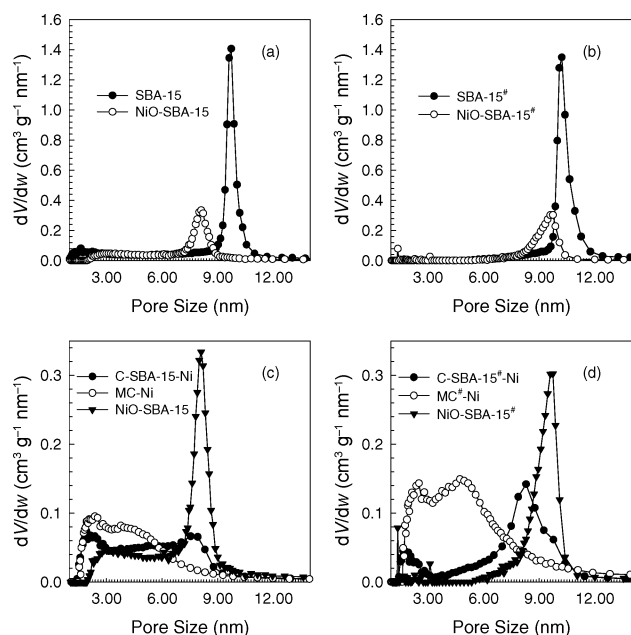 1.6
1.4
1.2
1.0
0.8
0.6
0.4
0.2
0.0
dV/dw (cm³ g⁻¹ nm⁻¹)
(a)
SBA-15
NiO-SBA-15
3.00 6.00 9.00 12.00
Pore Size (nm)
1.6
1.4
1.2
1.0
0.8
0.6
0.4
0.2
0.0
dV/dw (cm³ g⁻¹ nm⁻¹)
(b)
SBA-15#
NiO-SBA-15#
3.00 6.00 9.00 12.00
Pore Size (nm)
0.3
0.2
0.1
0.0
dV/dw (cm³ g⁻¹ nm⁻¹)
(c)
C-SBA-15-Ni
MC-Ni
NiO-SBA-15
3.00 6.00 9.00 12.00
Pore Size (nm)
0.3
0.2
0.1
0.0
dV/dw (cm³ g⁻¹ nm⁻¹)
(d)
C-SBA-15#-Ni
MC#-Ni
NiO-SBA-15#
3.00 6.00 9.00 12.00
Pore Size (nm)